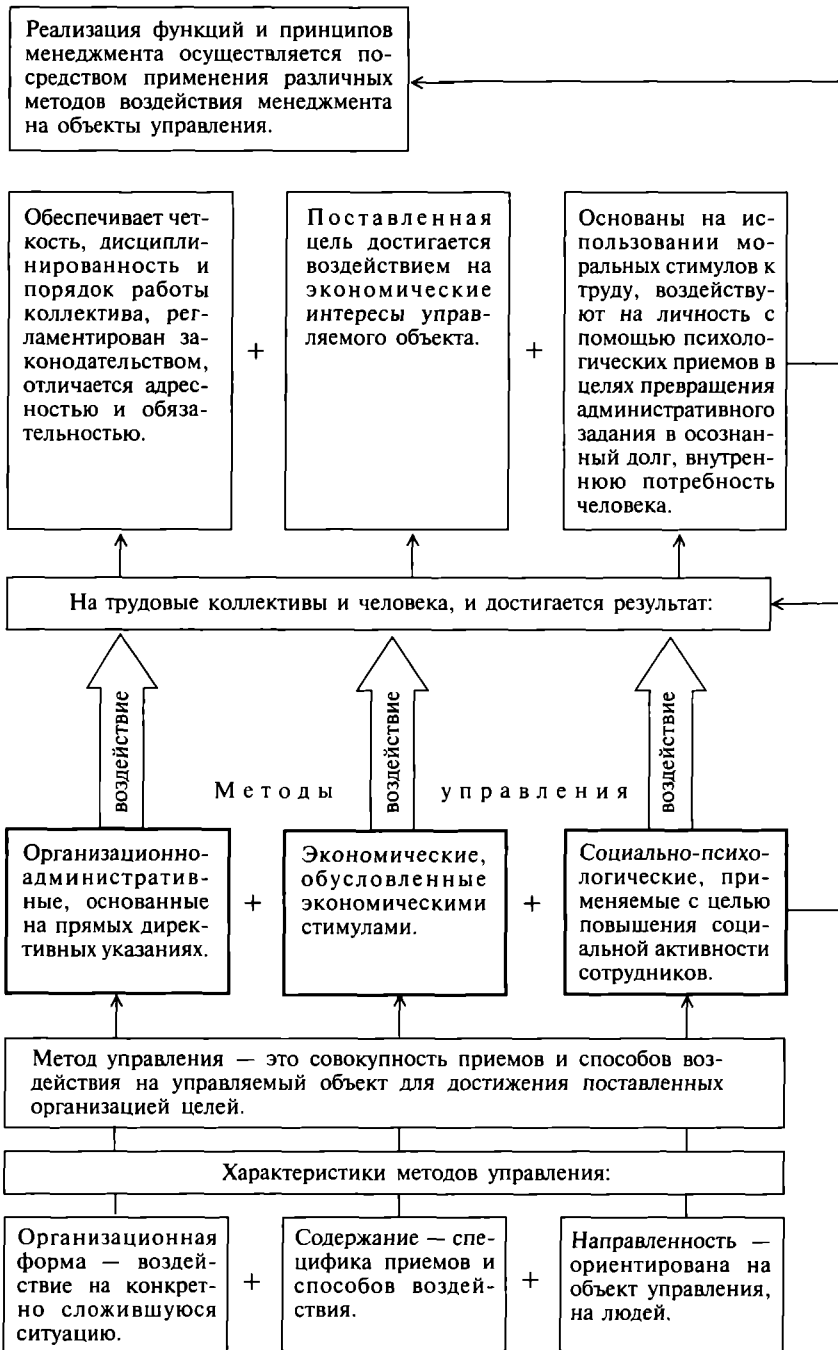 Реализация функций и принципов
менеджмента осуществляется по-
средством применения различных
методов воздействия менеджмента
на объекты управления.
Обеспечивает чет-
кость, дисципли-
нированность и
порядок работы
коллектива, рег-
ламентирован за-
конодательством,
отличается адрес-
ностью и обяза-
тельностью.
+
Поставленная
цель достигается
воздействием на
экономические
интересы управ-
ляемого объекта.
+
Основаны на ис-
пользовании мо-
ральных стимулов к
труду, воздейству-
ют на личность с
помощью психоло-
гических приемов в
целях превращения
административного
задания в осознан-
ный долг, внутрен-
нюю потребность
человека.
На трудовые коллективы и человека, и достигается результат:
воздействие
воздействие
воздействие
Методы управления
Организационно-
административ-
ные, основанные
на прямых дирек-
тивных указаниях.
+
Экономические,
обусловленные
экономическими
стимулами.
+
Социально-психо-
логические, при-
меняемые с целью
повышения соци-
альной активности
сотрудников.
Метод управления — это совокупность приемов и способов воз-
действия на управляемый объект для достижения поставленных
организацией целей.
Характеристики методов управления:
Организационная
форма — воздей-
ствие на конкрет-
но сложившуюся
ситуацию.
+
Содержание — спе-
цифика приемов и
способов воздей-
ствия.
+
Направленность —
ориентирована на
объект управления,
на людей.